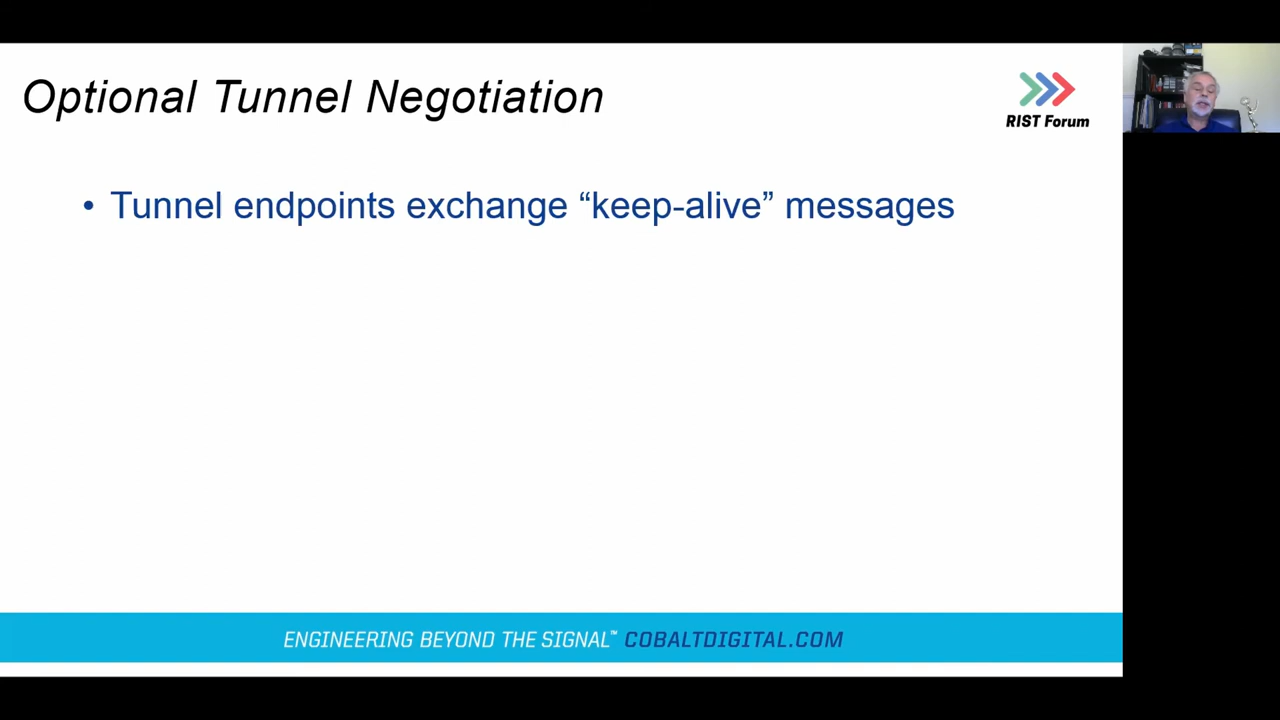 Optional Tunnel Negotiation
RIST Forum
• Tunnel endpoints exchange “keep-alive” messages
ENGINEERING BEYOND THE SIGNAL™ COBALTDIGITAL.COM